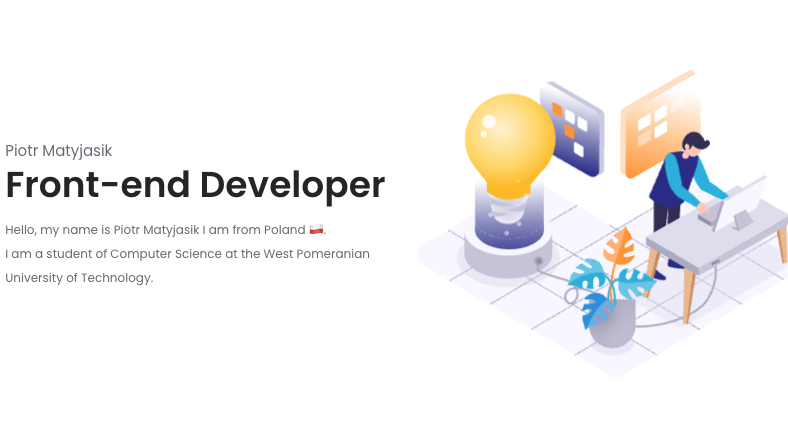 Piotr Matyjasik
Front-end Developer
Hello, my name is Piotr Matyjasik I am from Poland 🇵🇱.
I am a student of Computer Science at the West Pomeranian
University of Technology.